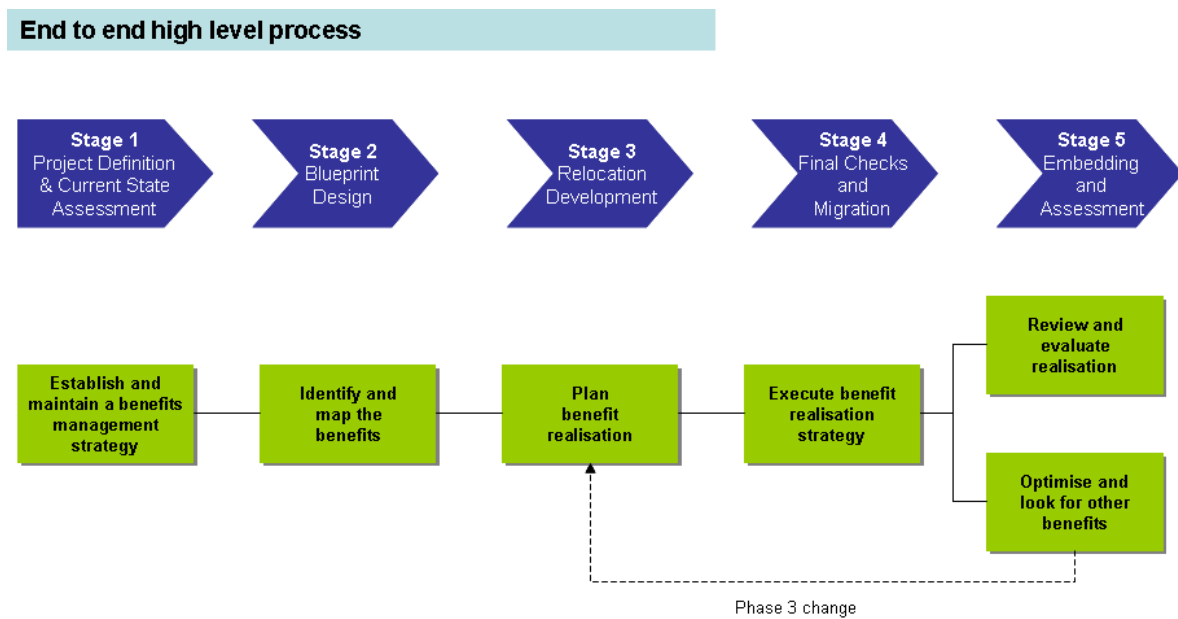 End to end high level process
Stage 1
Project Definition
& Current State
Assessment
Stage 2
Blueprint
Design
Stage 3
Relocation
Development
Stage 4
Final Checks
and
Migration
Stage 5
Embedding
and
Assessment
Establish and
maintain a benefits
management
strategy
Identify and
map the
benefits
Plan
benefit
realisation
Execute benefit
realisation
strategy
Review and
evaluate
realisation
Optimise and
look for other
benefits
Phase 3 change